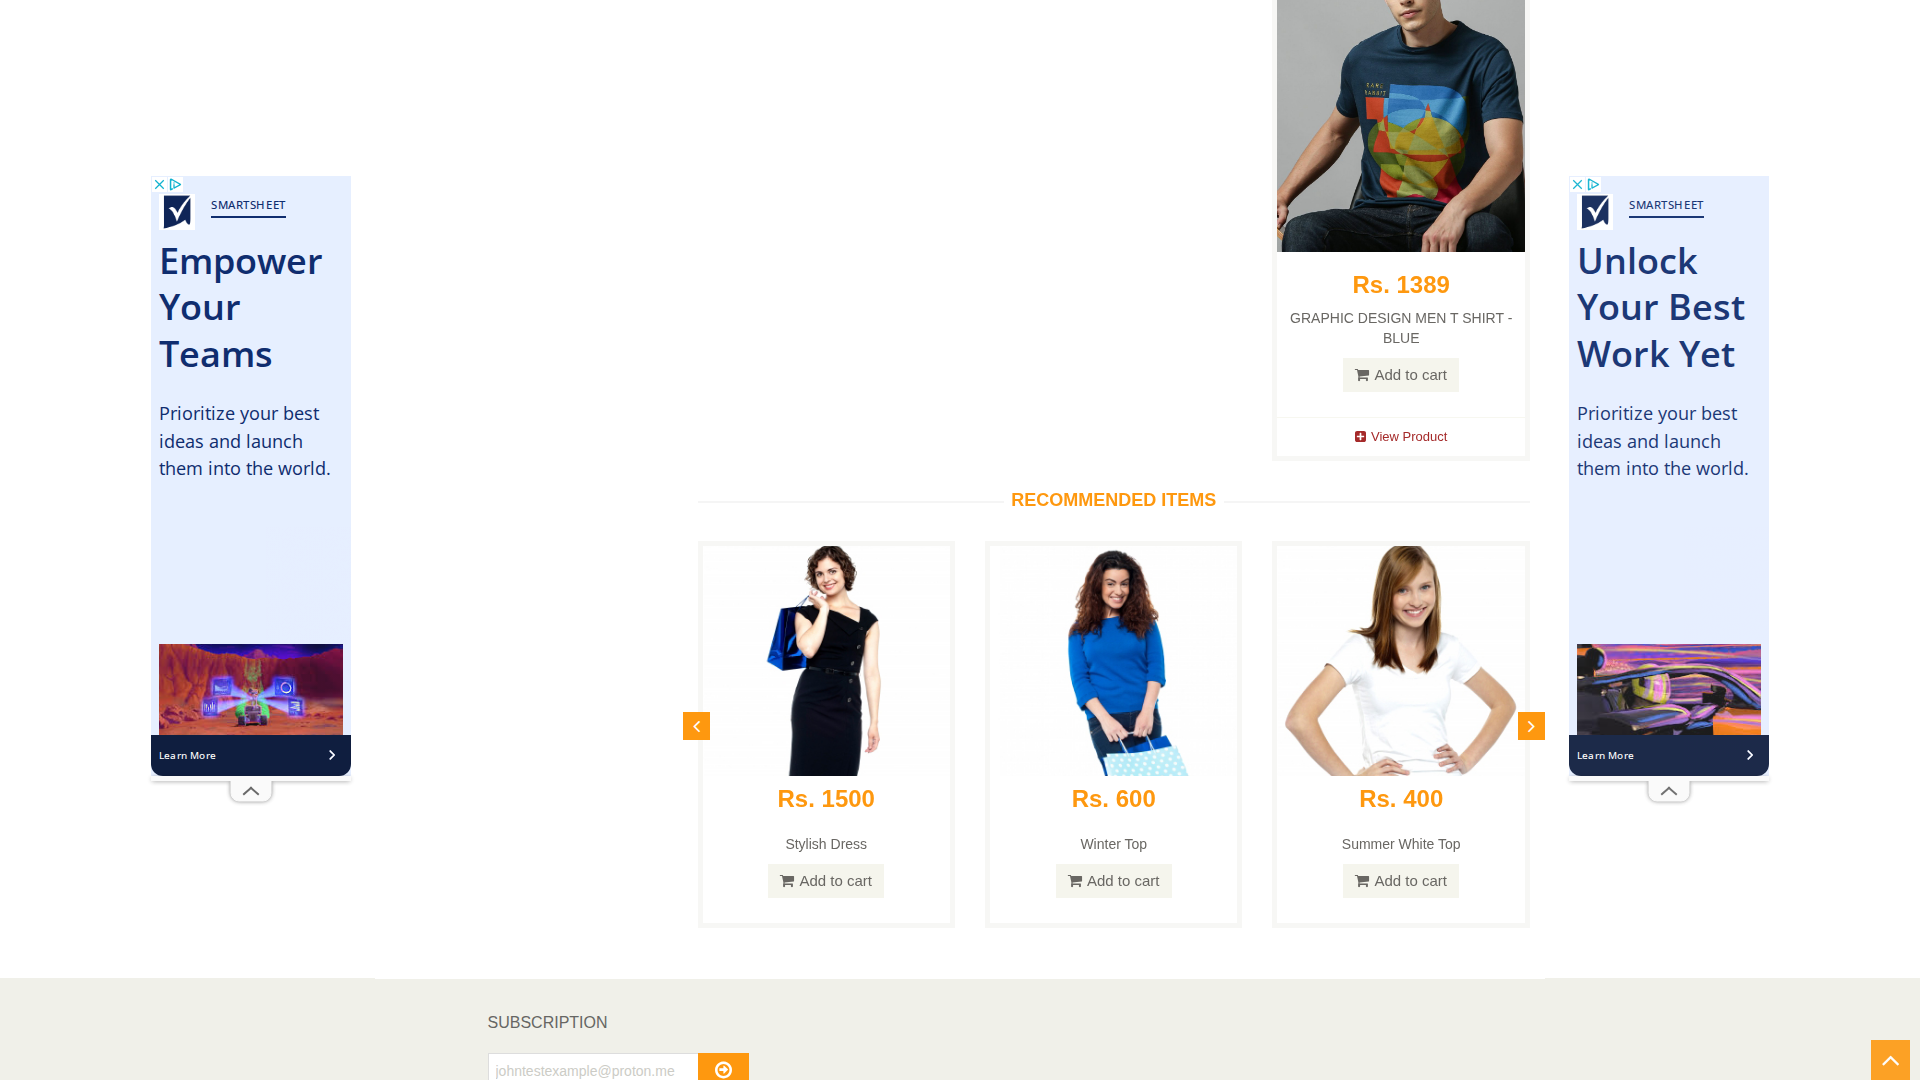 SMARTSHEET
Empower
Your
Teams
Prioritize your best
ideas and launch
them into the world.
Learn More
RARE
RABBIT
Rs. 1389
GRAPHIC DESIGN MEN T SHIRT -
BLUE
Add to cart
View Product
RECOMMENDED ITEMS
Rs. 1500
Stylish Dress
Add to cart
Rs. 600
Winter Top
Add to cart
Rs. 400
Summer White Top
Add to cart
SMARTSHEET
Unlock
Your Best
Work Yet
Prioritize your best
ideas and launch
them into the world.
Learn More
SUBSCRIPTION
johntestexample@proton.me